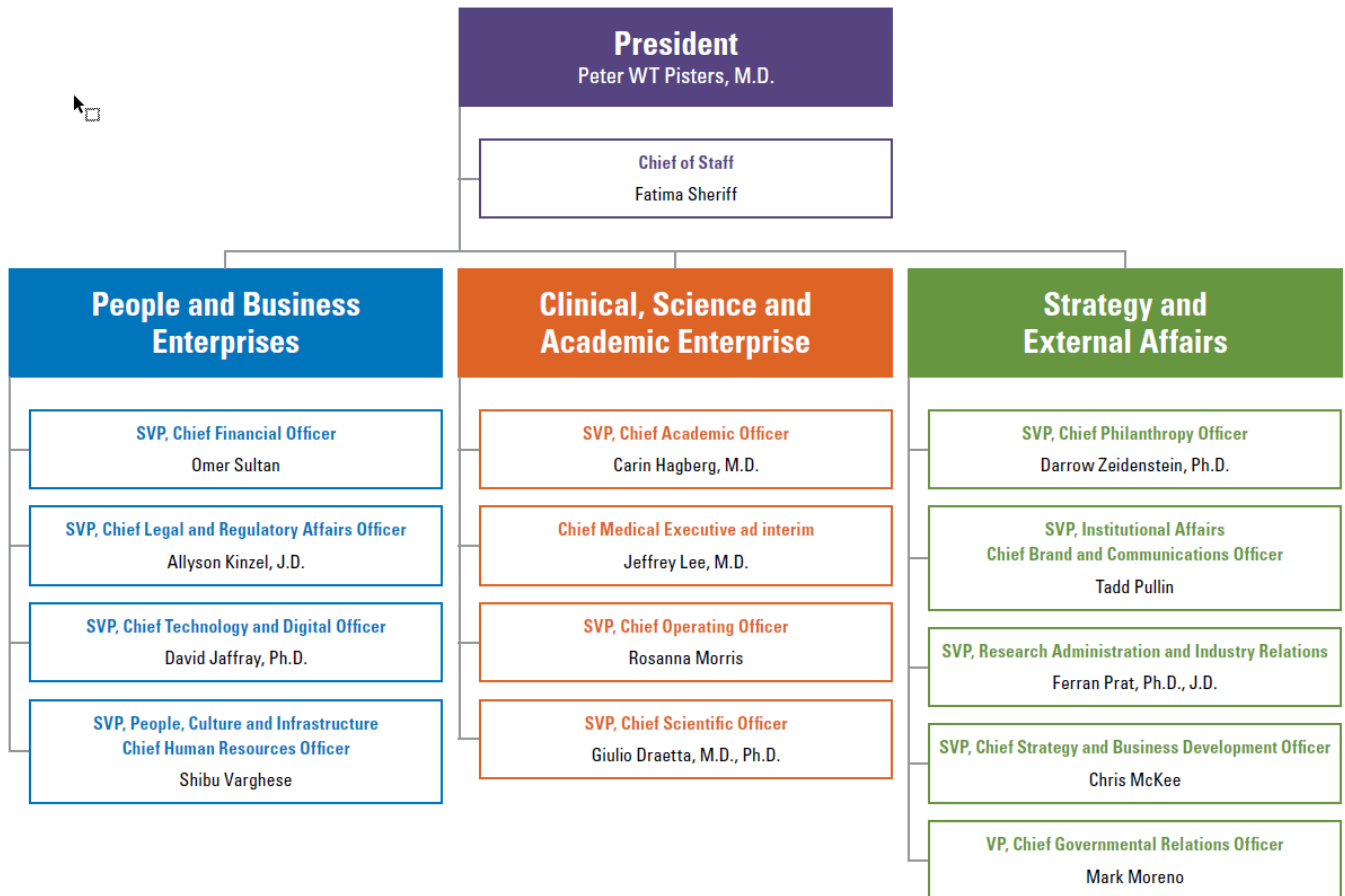 President
Peter WT Pisters, M.D.
Chief of Staff
Fatima Sheriff
People and Business
Enterprises
SVP, Chief Financial Officer
Omer Sultan
SVP, Chief Legal and Regulatory Affairs Officer
Allyson Kinzel, J.D.
SVP, Chief Technology and Digital Officer
David Jaffray, Ph.D.
SVP, People, Culture and Infrastructure
Chief Human Resources Officer
Shibu Varghese
Clinical, Science and
Academic Enterprise
SVP, Chief Academic Officer
Carin Hagberg, M.D.
Chief Medical Executive ad interim
Jeffrey Lee, M.D.
SVP, Chief Operating Officer
Rosanna Morris
SVP, Chief Scientific Officer
Giulio Draetta, M.D., Ph.D.
Strategy and
External Affairs
SVP, Chief Philanthropy Officer
Darrow Zeidenstein, Ph.D.
SVP, Institutional Affairs
Chief Brand and Communications Officer
Tadd Pullin
SVP, Research Administration and Industry Relations
Ferran Prat, Ph.D., J.D.
SVP, Chief Strategy and Business Development Officer
Chris McKee
VP, Chief Governmental Relations Officer
Mark Moreno